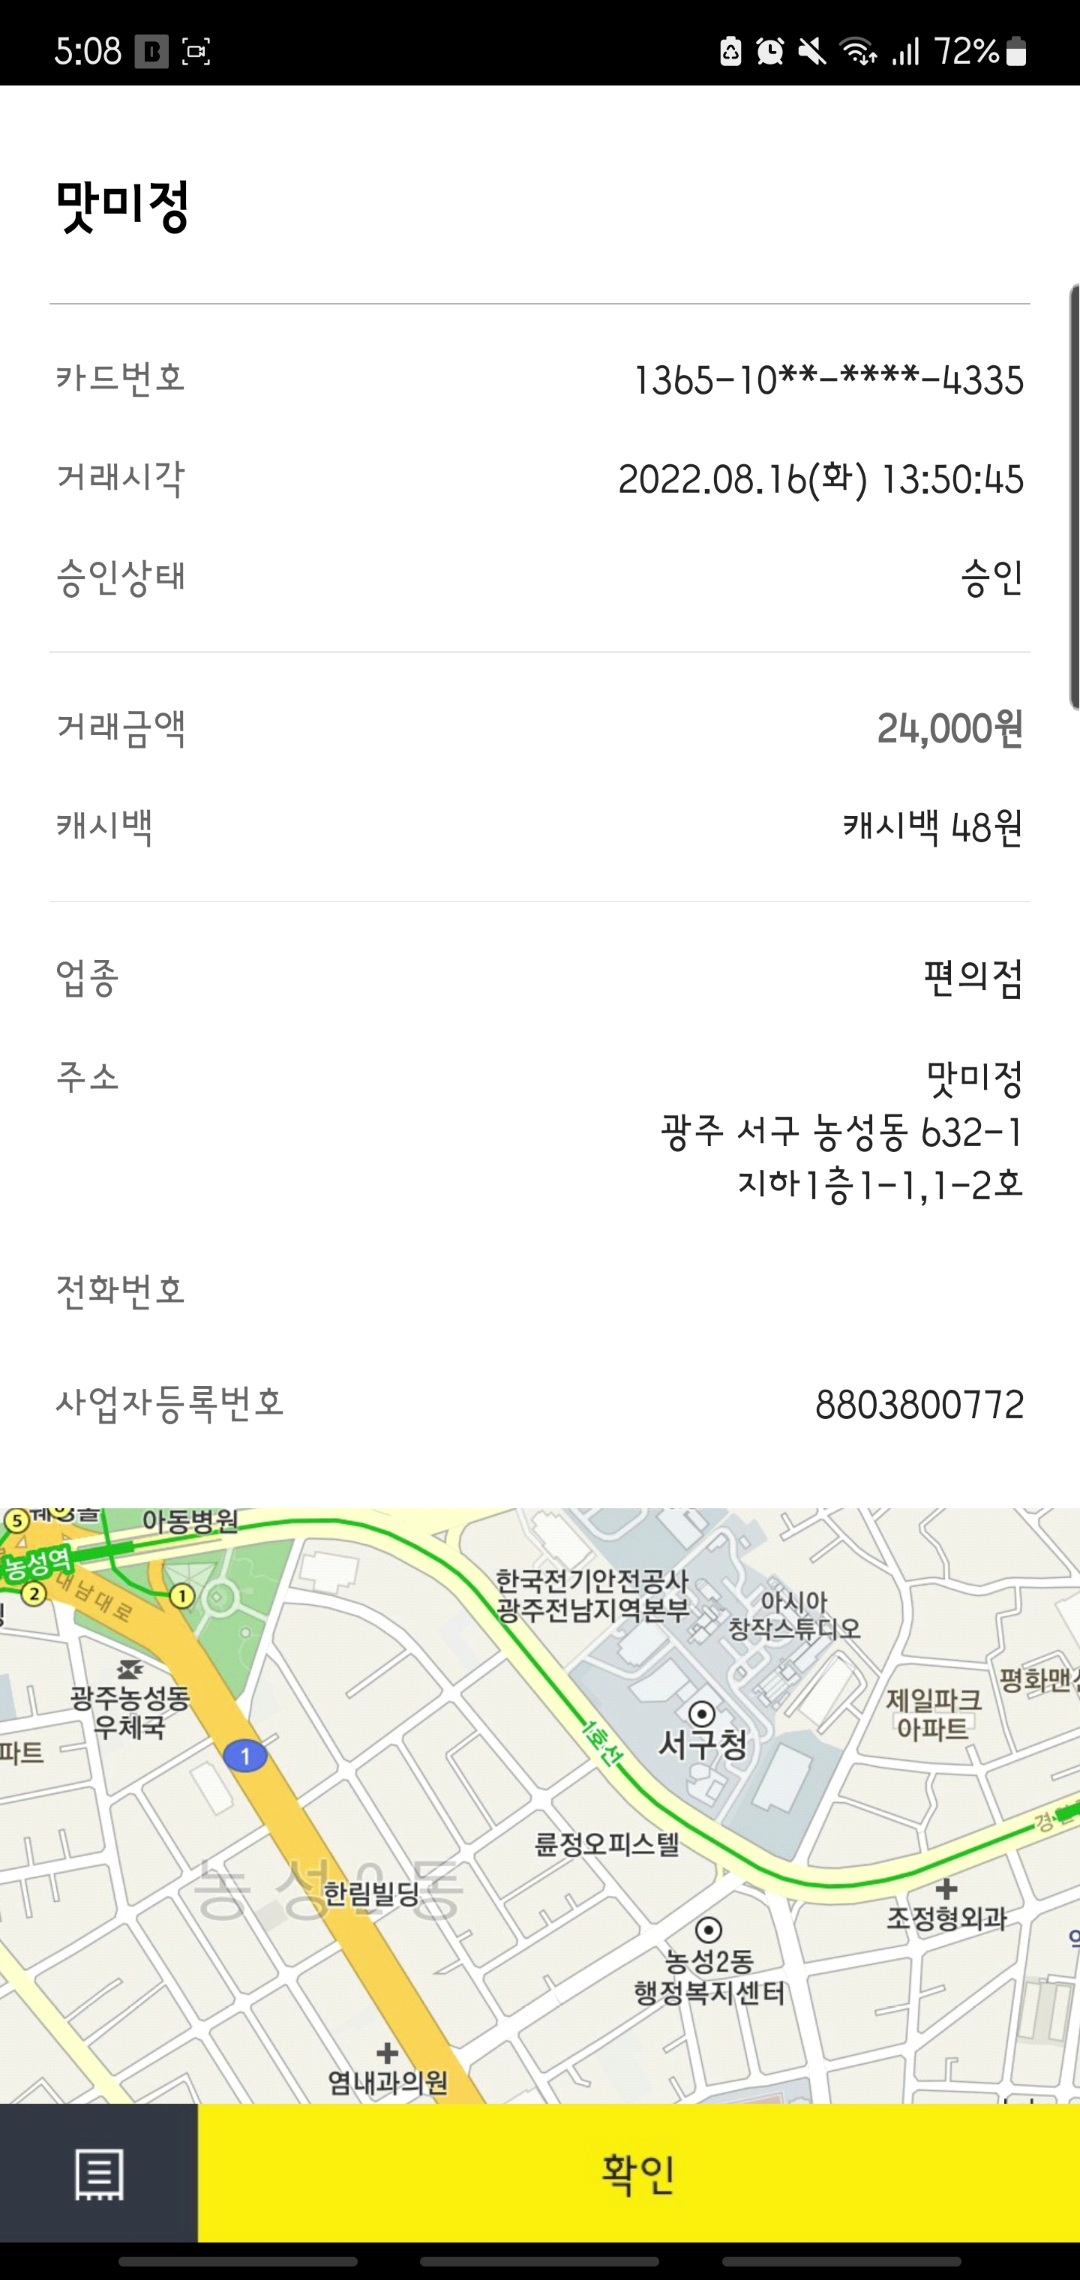 5:08 B 72%
맛미정
카드번호 1365-10**-****-4335
거래시각 2022.08.16(화) 13:50:45
승인상태 승인
거래금액 24,000원
캐시백 캐시백 48원
업종 편의점
주소 맛미정
광주 서구 농성동 632-1
지하1층1-1,1-2호
전화번호
사업자등록번호 8803800772
5
아동병원
농성역
2
대남대로
1
한국전기안전공사
광주전남지역본부
아시아
창작스튜디오
광주농성동
우체국
파트
1
1호선
서구청
제일파크
아파트
평화맨
륜정오피스텔
농성2동
한림빌딩
조정형외과
농성2동
행정복지센터
염내과의원
확인